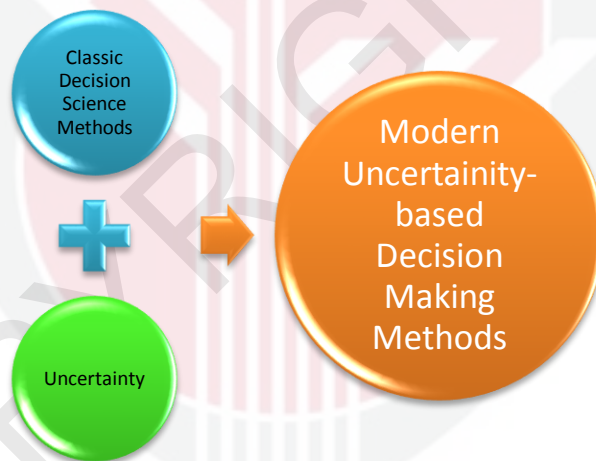 Classic
Decision
Science
Methods
Uncertainty
Modern
Uncertainity-
based
Decision
Making
Methods